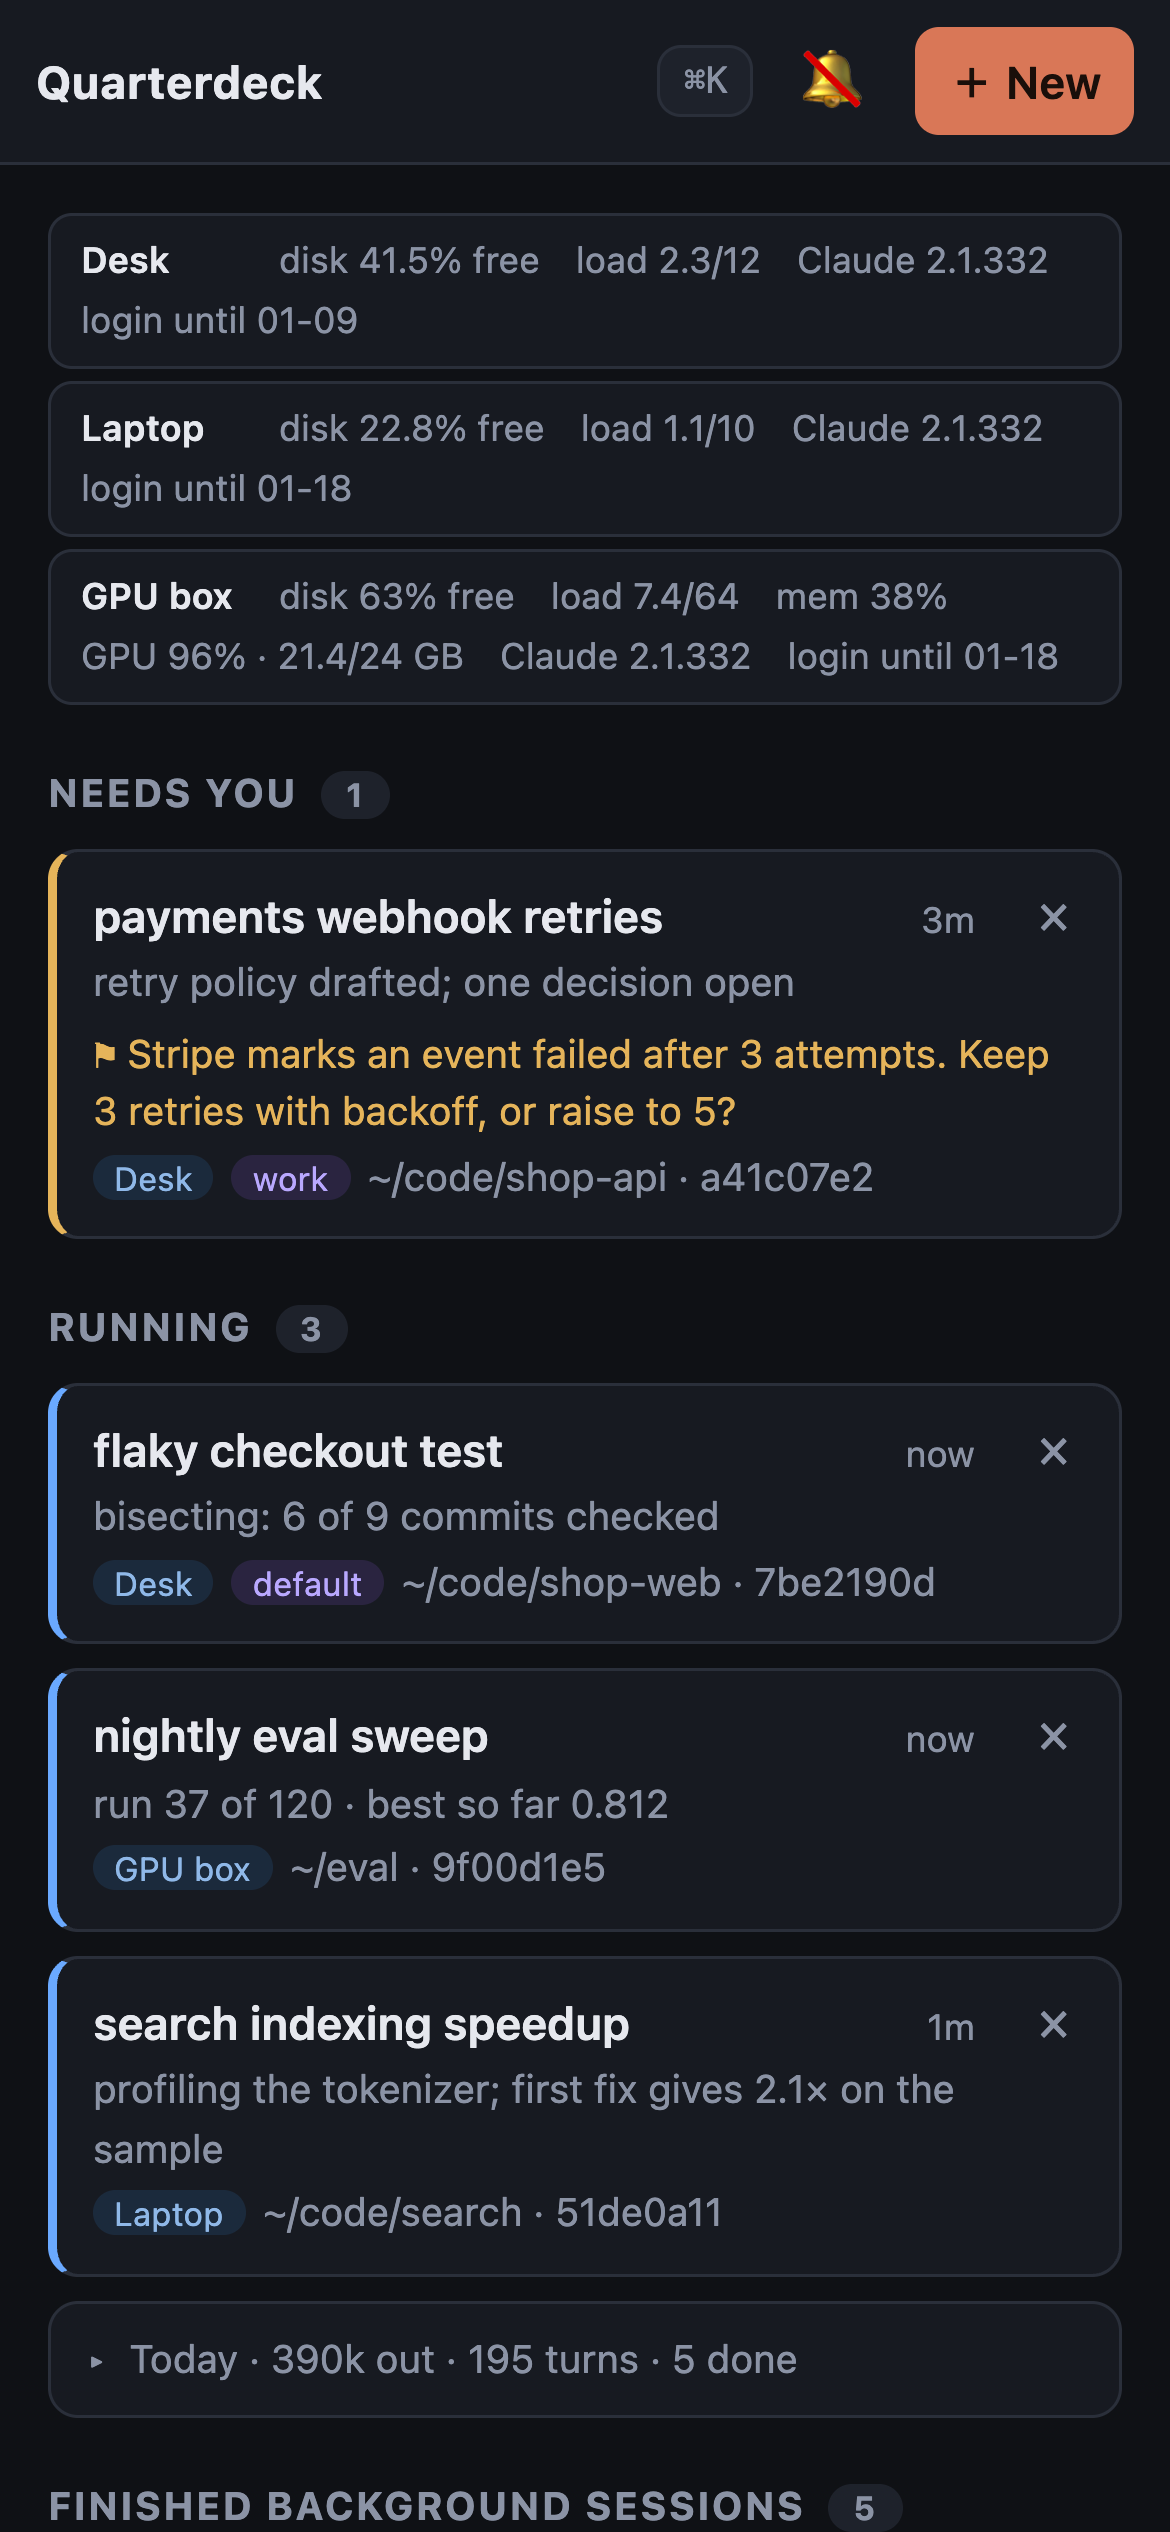 Quarterdeck ⌘K + New
Desk disk 41.5% free load 2.3/12 Claude 2.1.332
login until 01-09
Laptop disk 22.8% free load 1.1/10 Claude 2.1.332
login until 01-18
GPU box disk 63% free load 7.4/64 mem 38%
GPU 96% · 21.4/24 GB Claude 2.1.332 login until 01-18
NEEDS YOU 1
payments webhook retries 3m ✕
retry policy drafted; one decision open
⚑ Stripe marks an event failed after 3 attempts. Keep
3 retries with backoff, or raise to 5?
Desk work ~/code/shop-api · a41c07e2
RUNNING 3
flaky checkout test now ✕
bisecting: 6 of 9 commits checked
Desk default ~/code/shop-web · 7be2190d
nightly eval sweep now ✕
run 37 of 120 · best so far 0.812
GPU box ~/eval · 9f00d1e5
search indexing speedup 1m ✕
profiling the tokenizer; first fix gives 2.1× on the
sample
Laptop ~/code/search · 51de0a11
▸ Today · 390k out · 195 turns · 5 done
FINISHED BACKGROUND SESSIONS 5